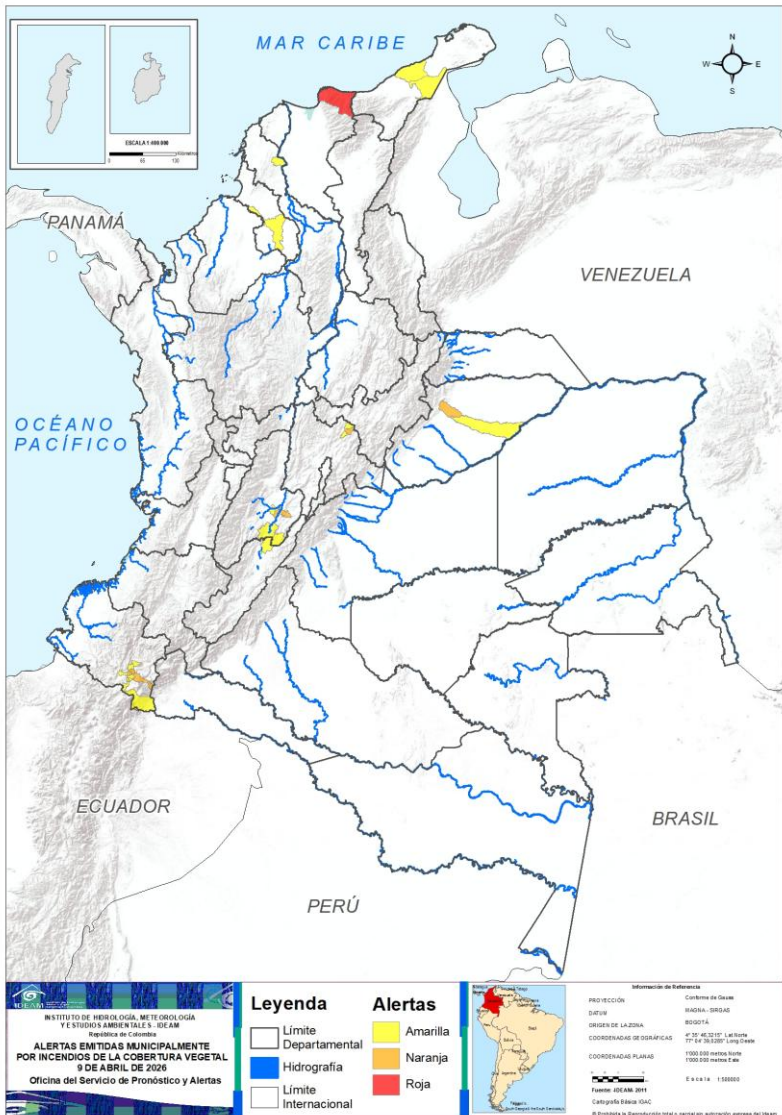 MAR CARIBE
N
W
E
S
ESCALA 1:400 000
PANAMÁ
VENEZUELA
OCÉANO
PACÍFICO
ECUADOR
BRASIL
PERÚ
IDEAM
INSTITUTO DE HIDROLOGÍA, METEOROLOGÍA
Y ESTUDIOS AMBIENTALES - IDEAM
República de Colombia
ALERTAS EMITIDAS MUNICIPALMENTE
POR INCENDIOS DE LA COBERTURA VEGETAL
9 DE ABRIL DE 2026
Oficina del Servicio de Pronóstico y Alertas
Leyenda
Límite
Departamental
Hidrografía
Límite
Internacional
Alertas
Amarilla
Naranja
Roja
Información de Referencia
PROYECCIÓN
Conforme de Gauss
DATUM
MAGNA - SIRGAS
ORIGEN DE LA ZONA
BOGOTÁ
COORDENADAS GEOGRÁFICAS
COORDENADAS PLANAS
1'000.000 metros Norte
1'000.000 metros Este
Escala 1:500000
Fuente: IDEAM 2011
Cartografía Básica IGAC